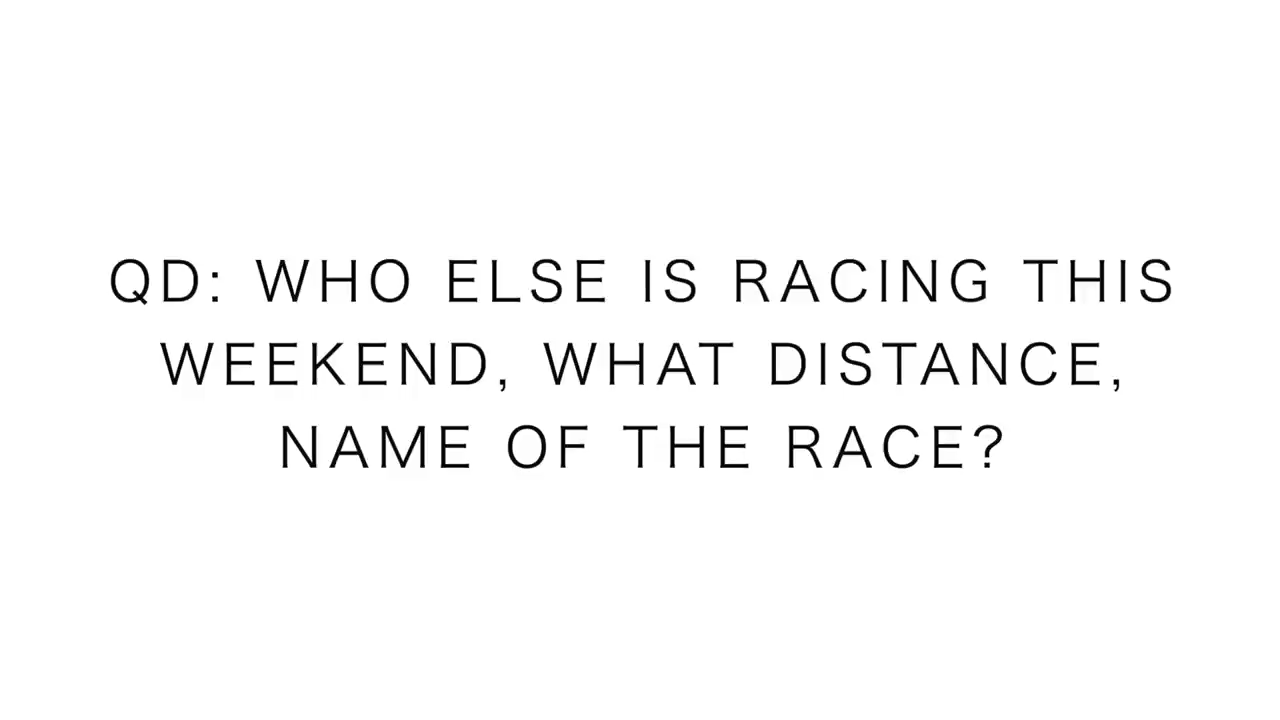 QD: WHO ELSE IS RACING THIS
WEEKEND, WHAT DISTANCE,
NAME OF THE RACE?